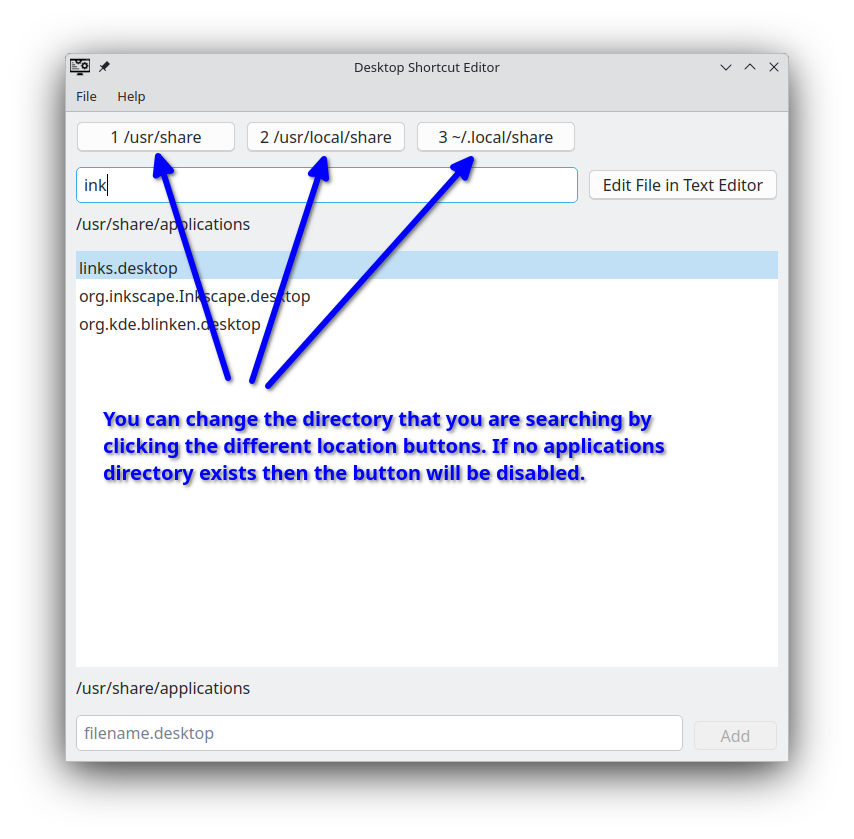 Desktop Shortcut Editor
File Help
1 /usr/share 2 /usr/local/share 3 ~/.local/share
ink Edit File in Text Editor
/usr/share/applications
links.desktop
org.inkscape.Inkscape.desktop
org.kde.blinken.desktop
You can change the directory that you are searching by
clicking the different location buttons. If no applications
directory exists then the button will be disabled.
/usr/share/applications
filename.desktop Add